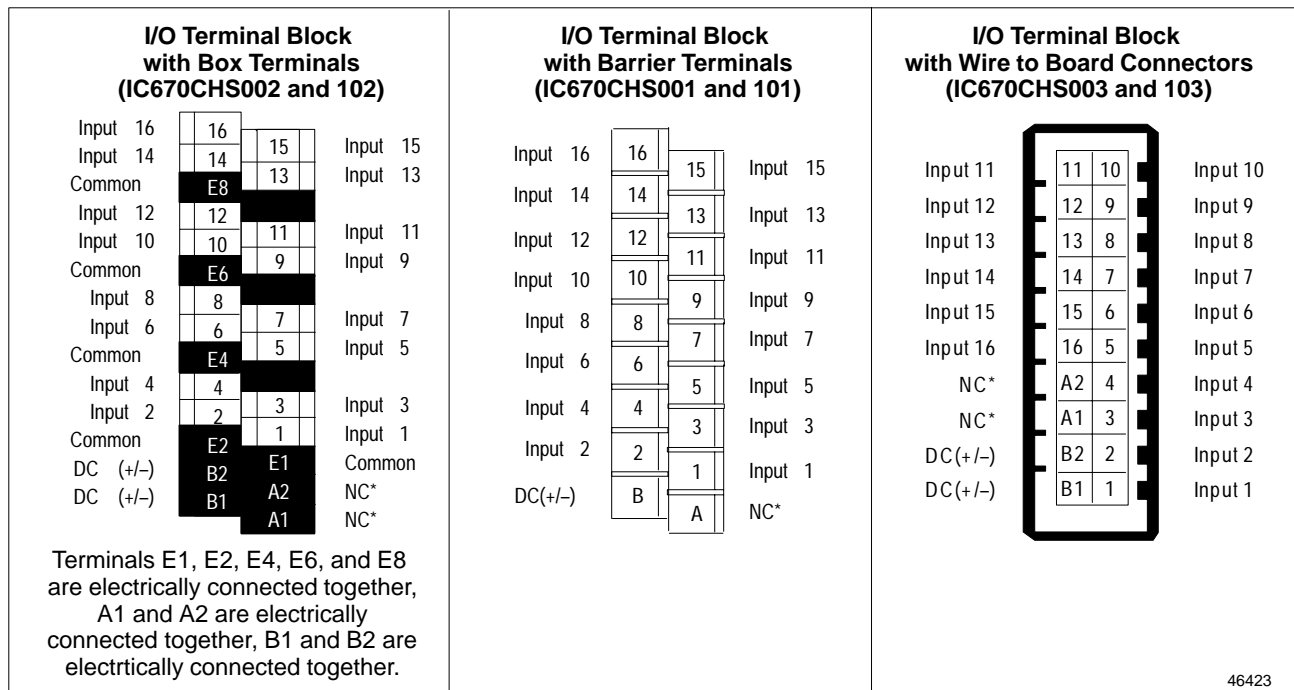 I/O Terminal Block
with Box Terminals
(IC670CHS002 and 102)
Input 16 16
15 Input 15
Input 14 14
13 Input 13
Common E8
Input 12 12
11 Input 11
Input 10 10
9 Input 9
Common E6
Input 8 8
7 Input 7
Input 6 6
5 Input 5
Common E4
Input 4 4
3 Input 3
Input 2 2
1 Input 1
Common E2
E1 Common
DC (+/–) B2
A2 NC*
DC (+/–) B1
A1 NC*
Terminals E1, E2, E4, E6, and E8
are electrically connected together,
A1 and A2 are electrically
connected together, B1 and B2 are
electrtically connected together.
I/O Terminal Block
with Barrier Terminals
(IC670CHS001 and 101)
Input 16 16
15 Input 15
Input 14 14
13 Input 13
Input 12 12
11 Input 11
Input 10 10
9 Input 9
Input 8 8
7 Input 7
Input 6 6
5 Input 5
Input 4 4
3 Input 3
Input 2 2
1 Input 1
DC(+/–) B
A NC*
I/O Terminal Block
with Wire to Board Connectors
(IC670CHS003 and 103)
Input 11 11 10 Input 10
Input 12 12 9 Input 9
Input 13 13 8 Input 8
Input 14 14 7 Input 7
Input 15 15 6 Input 6
Input 16 16 5 Input 5
NC* A2 4 Input 4
NC* A1 3 Input 3
DC(+/–) B2 2 Input 2
DC(+/–) B1 1 Input 1
46423